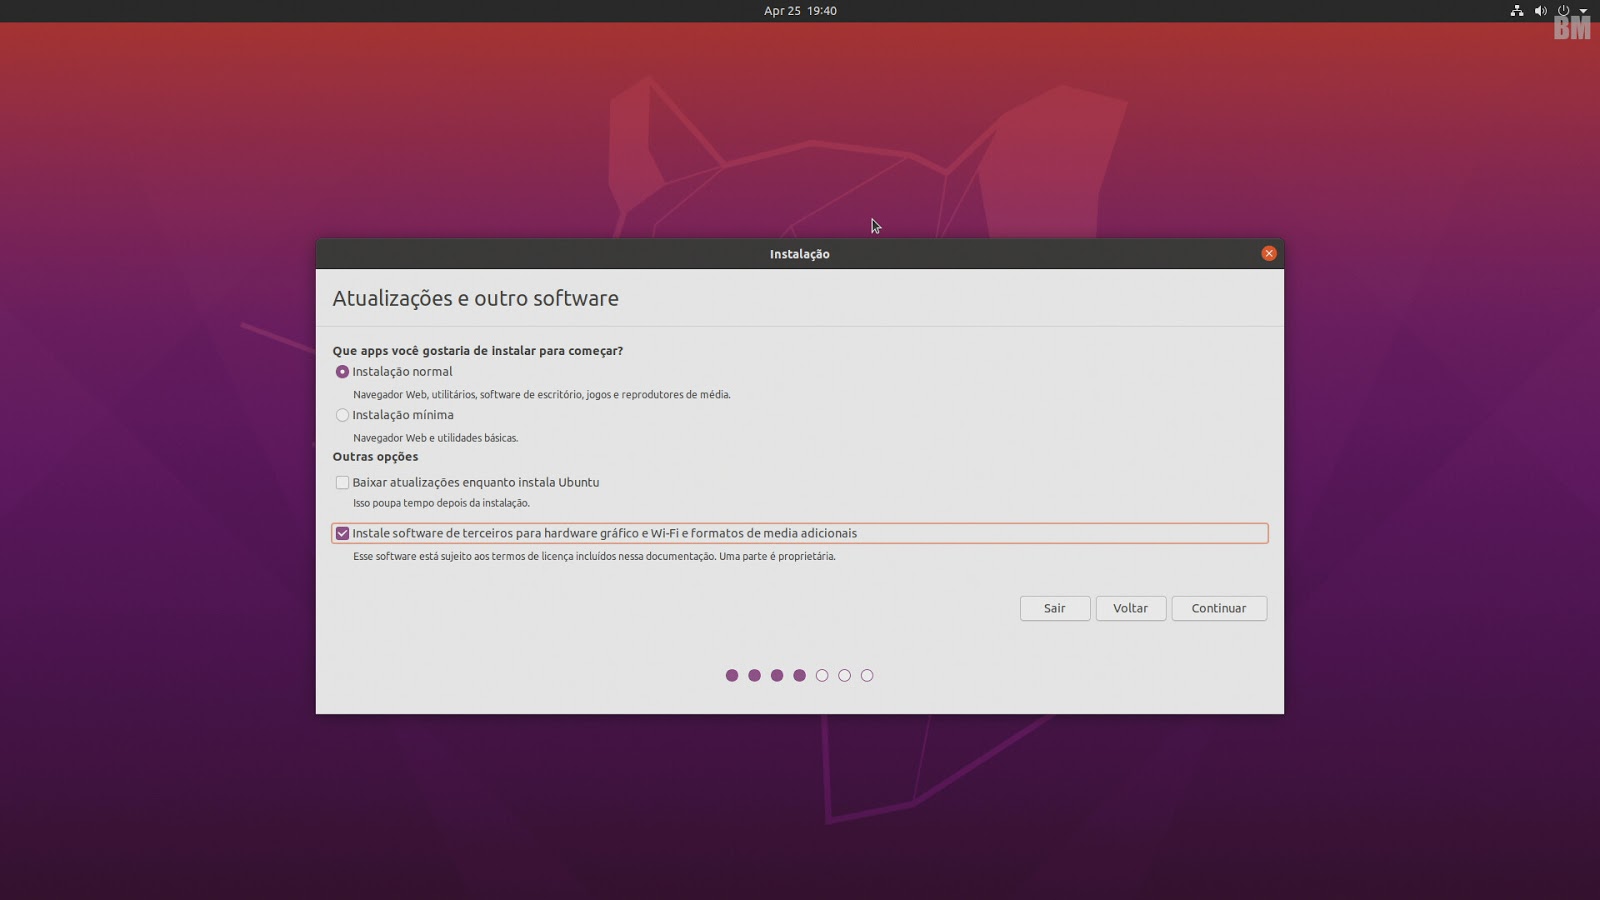 Apr 25 19:40
BM
Instalação
Atualizações e outro software
Que apps você gostaria de instalar para começar?
Instalação normal
Navegador Web, utilitários, software de escritório, jogos e reprodutores de média.
Instalação mínima
Navegador Web e utilidades básicas.
Outras opções
Baixar atualizações enquanto instala Ubuntu
Isso poupa tempo depois da instalação.
Instale software de terceiros para hardware gráfico e Wi-Fi e formatos de media adicionais
Esse software está sujeito aos termos de licença incluídos nessa documentação. Uma parte é proprietária.
Sair
Voltar
Continuar